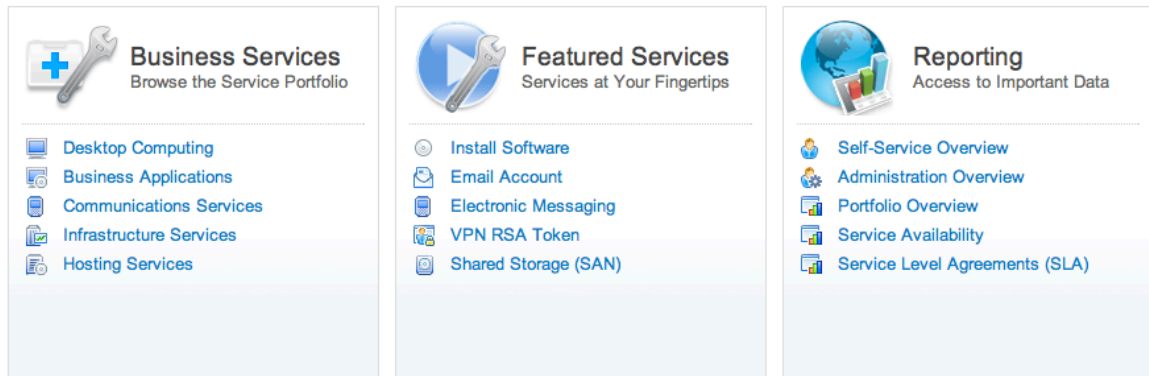 Business Services
Browse the Service Portfolio
Desktop Computing
Business Applications
Communications Services
Infrastructure Services
Hosting Services
Featured Services
Services at Your Fingertips
Install Software
Email Account
Electronic Messaging
VPN RSA Token
Shared Storage (SAN)
Reporting
Access to Important Data
Self-Service Overview
Administration Overview
Portfolio Overview
Service Availability
Service Level Agreements (SLA)